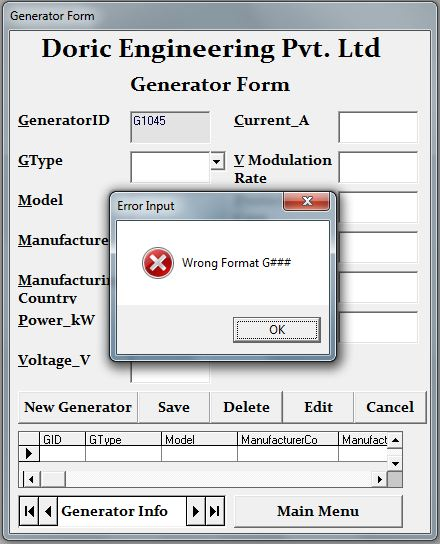 Generator Form
Doric Engineering Pvt. Ltd
Generator Form
GeneratorID
G1045
Current_A
GType
V Modulation
Rate
Model
Error Input
Wrong Format G###
OK
Manufacture
Manufacturin
Country
Power_kW
Voltage_V
New Generator
Save
Delete
Edit
Cancel
GID
GType
Model
ManufacturerCo
Manufact
Generator Info
Main Menu